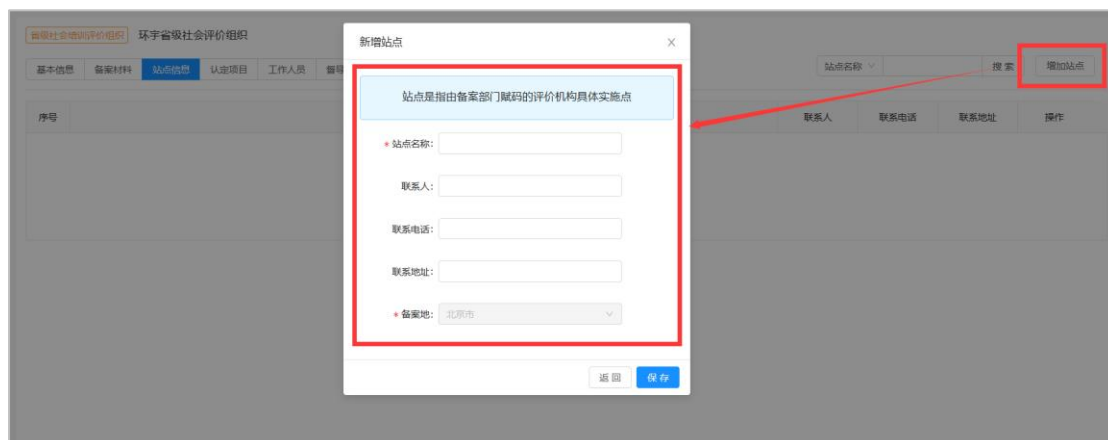 省级社会培训评价组织 环宇省级社会评价组织
基本信息 备案材料 站点信息 认定项目 工作人员 督导
站点名称 搜索 增加站点
序号 联系人 联系电话 联系地址 操作
新增站点
站点是指由备案部门赋码的评价机构具体实施点
* 站点名称:
联系人:
联系电话:
联系地址:
* 备案地: 北京市
返回 保存